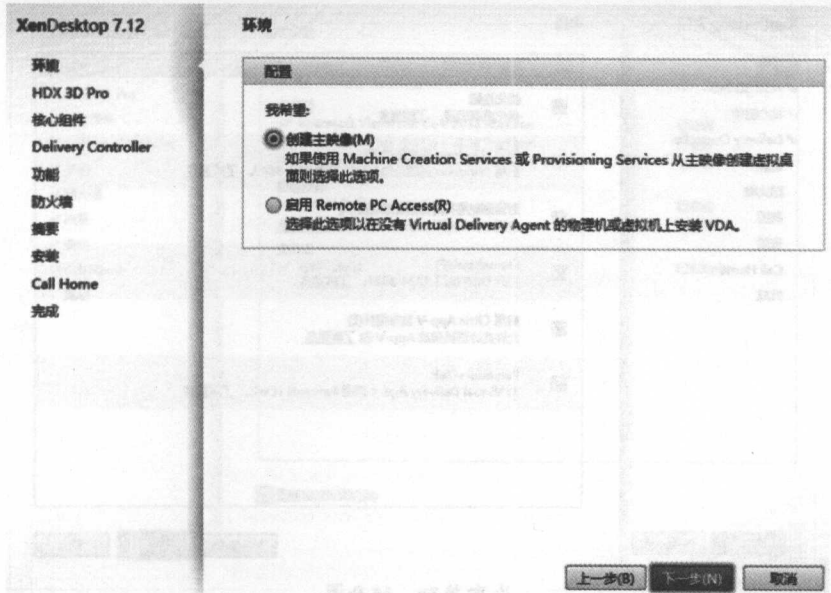 XenDesktop 7.12
环境
HDX 3D Pro
核心组件
Delivery Controller
功能
防火墙
摘要
安装
Call Home
完成
环境
配置
我希望:
创建主映像(M)
如果使用 Machine Creation Services 或 Provisioning Services 从主映像创建虚拟桌
面则选择此选项。
启用 Remote PC Access(R)
选择此选项以在没有 Virtual Delivery Agent 的物理机或虚拟机上安装 VDA。
上一步(B)
下一步(N)
取消